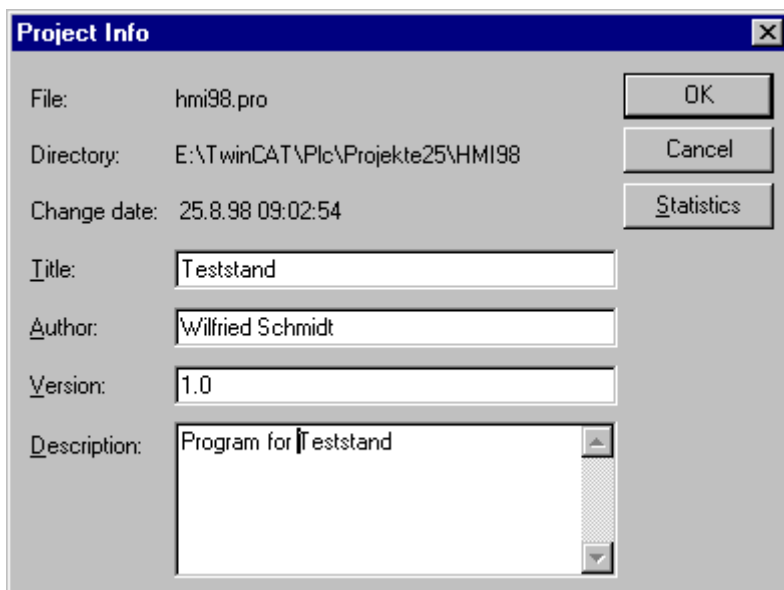 Project Info
File: hmi98.pro
OK
Directory: E:\TwinCAT\Plc\Projekte25\HMI98
Cancel
Change date: 25.8.98 09:02:54
Statistics
Title: Teststand
Author: Wilfried Schmidt
Version: 1.0
Description: Program for Teststand